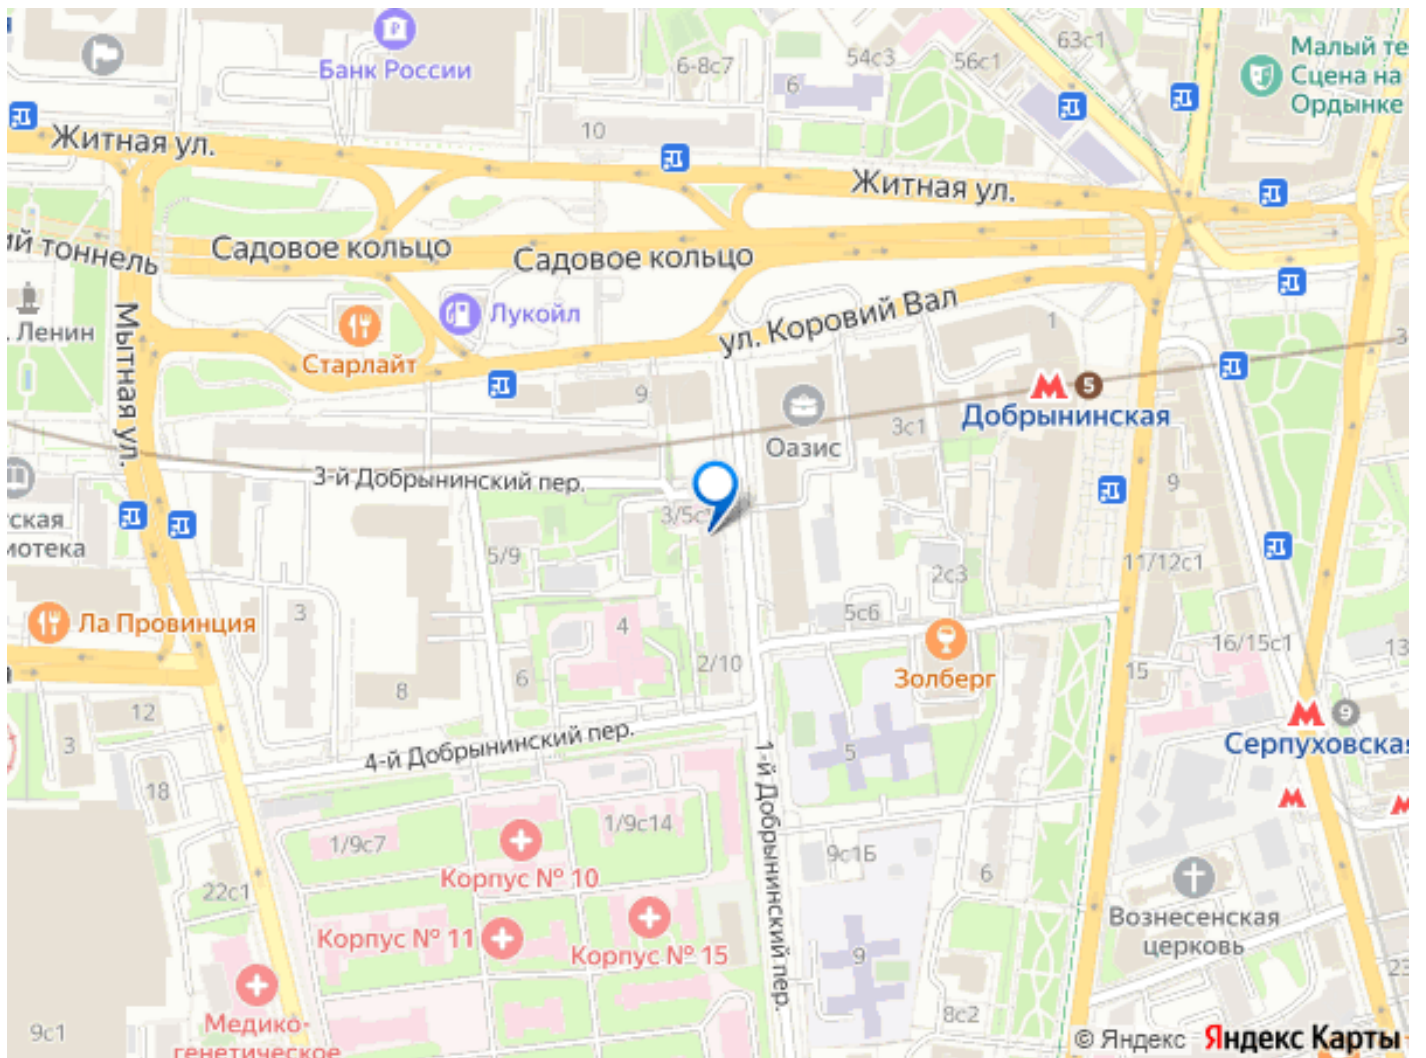 Банк России
6-8с7
54с3
56с1
63с1
6
Малый те
Сцена на
Ордынке
10
Житная ул.
Житная ул.
Садовое кольцо
Садовое кольцо
ий тоннель
Ленин
Мытная ул.
Старлайт
Лукойл
ул. Коровий Вал
1
9
Оазис
3с1
М 5
Добрынинская
3-й Добрынинский пер.
3/5с
9
ская
иотека
5/9
2с3
11/12с1
3
Ла Провинция
4
5с6
16/15с1
13
2/10
6
Золберг
15
8
12
3
М 9
Серпуховская
4-й Добрынинский пер.
1-й Добрынинский пер.
5
18
М
М
1/9с7
1/9с14
9с1Б
Корпус № 10
22с1
6
Корпус № 11
Корпус № 15
Вознесенская
церковь
9
23
8с2
9с1
Медико-
генетическое
© Яндекс Яндекс Карты